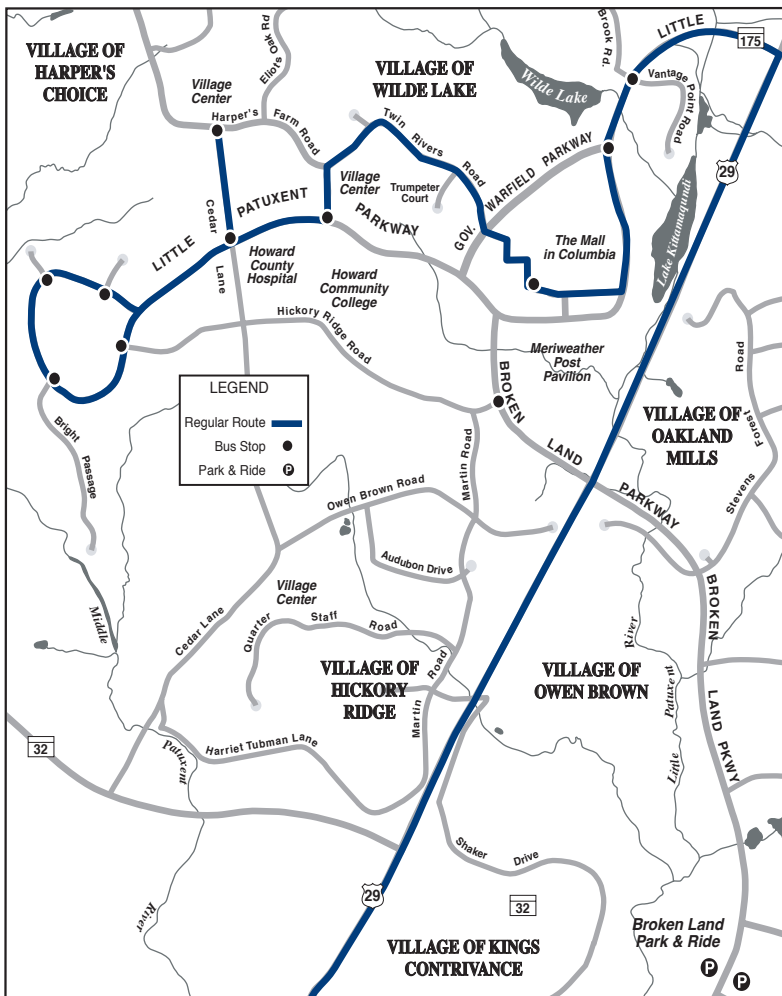 VILLAGE OF
HARPER'S
CHOICE
Village
Center
Harper's
Farm Road
Eliots Oak Rd
VILLAGE OF
WILDE LAKE
Wilde Lake
Brook Rd.
LITTLE
175
Vantage Point Road
29
Lake Kittamaqundi
Twin Rivers Road
Village
Center
Trumpeter
Court
GOV. WARFIELD PARKWAY
The Mall
in Columbia
LITTLE PATUXENT PARKWAY
Cedar Lane
Howard
County
Hospital
Howard
Community
College
Hickory Ridge Road
Meriweather
Post
Pavilion
BROKEN LAND PARKWAY
VILLAGE OF
OAKLAND
MILLS
Stevens Forest Road
LEGEND
Regular Route
Bus Stop
Park & Ride P
Bright Passage
Martin Road
Owen Brown Road
Audubon Drive
Middle Patuxent River
Cedar Lane
Village
Center
Quarter Staff Road
VILLAGE OF
HICKORY
RIDGE
Martin Road
VILLAGE OF
OWEN BROWN
Little Patuxent River
BROKEN LAND PKWY
32
Harriet Tubman Lane
Shaker Drive
29
32
VILLAGE OF KINGS
CONTRIVANCE
Broken Land
Park & Ride
P
P